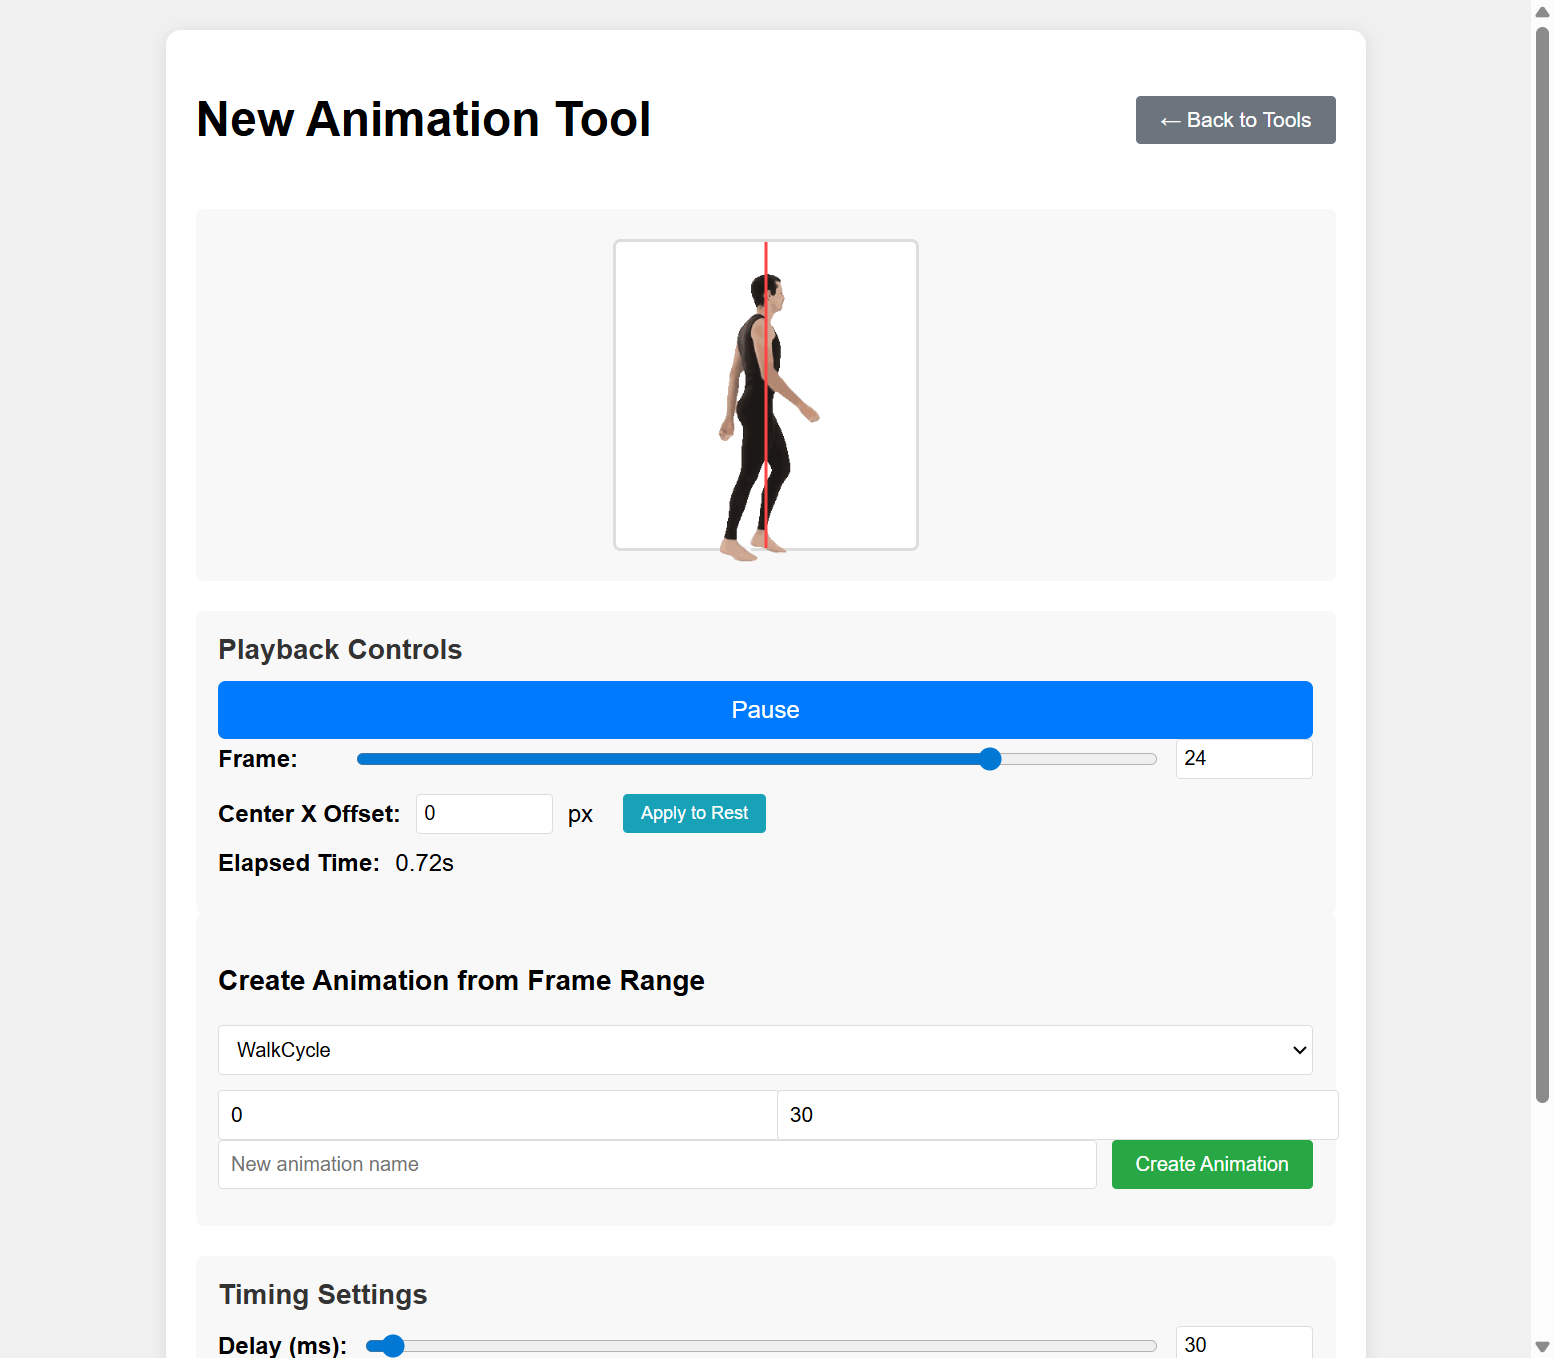 New Animation Tool
← Back to Tools
Playback Controls
Pause
Frame: 24
Center X Offset: 0 px Apply to Rest
Elapsed Time: 0.72s
Create Animation from Frame Range
WalkCycle
0 30
New animation name Create Animation
Timing Settings
Delay (ms): 30